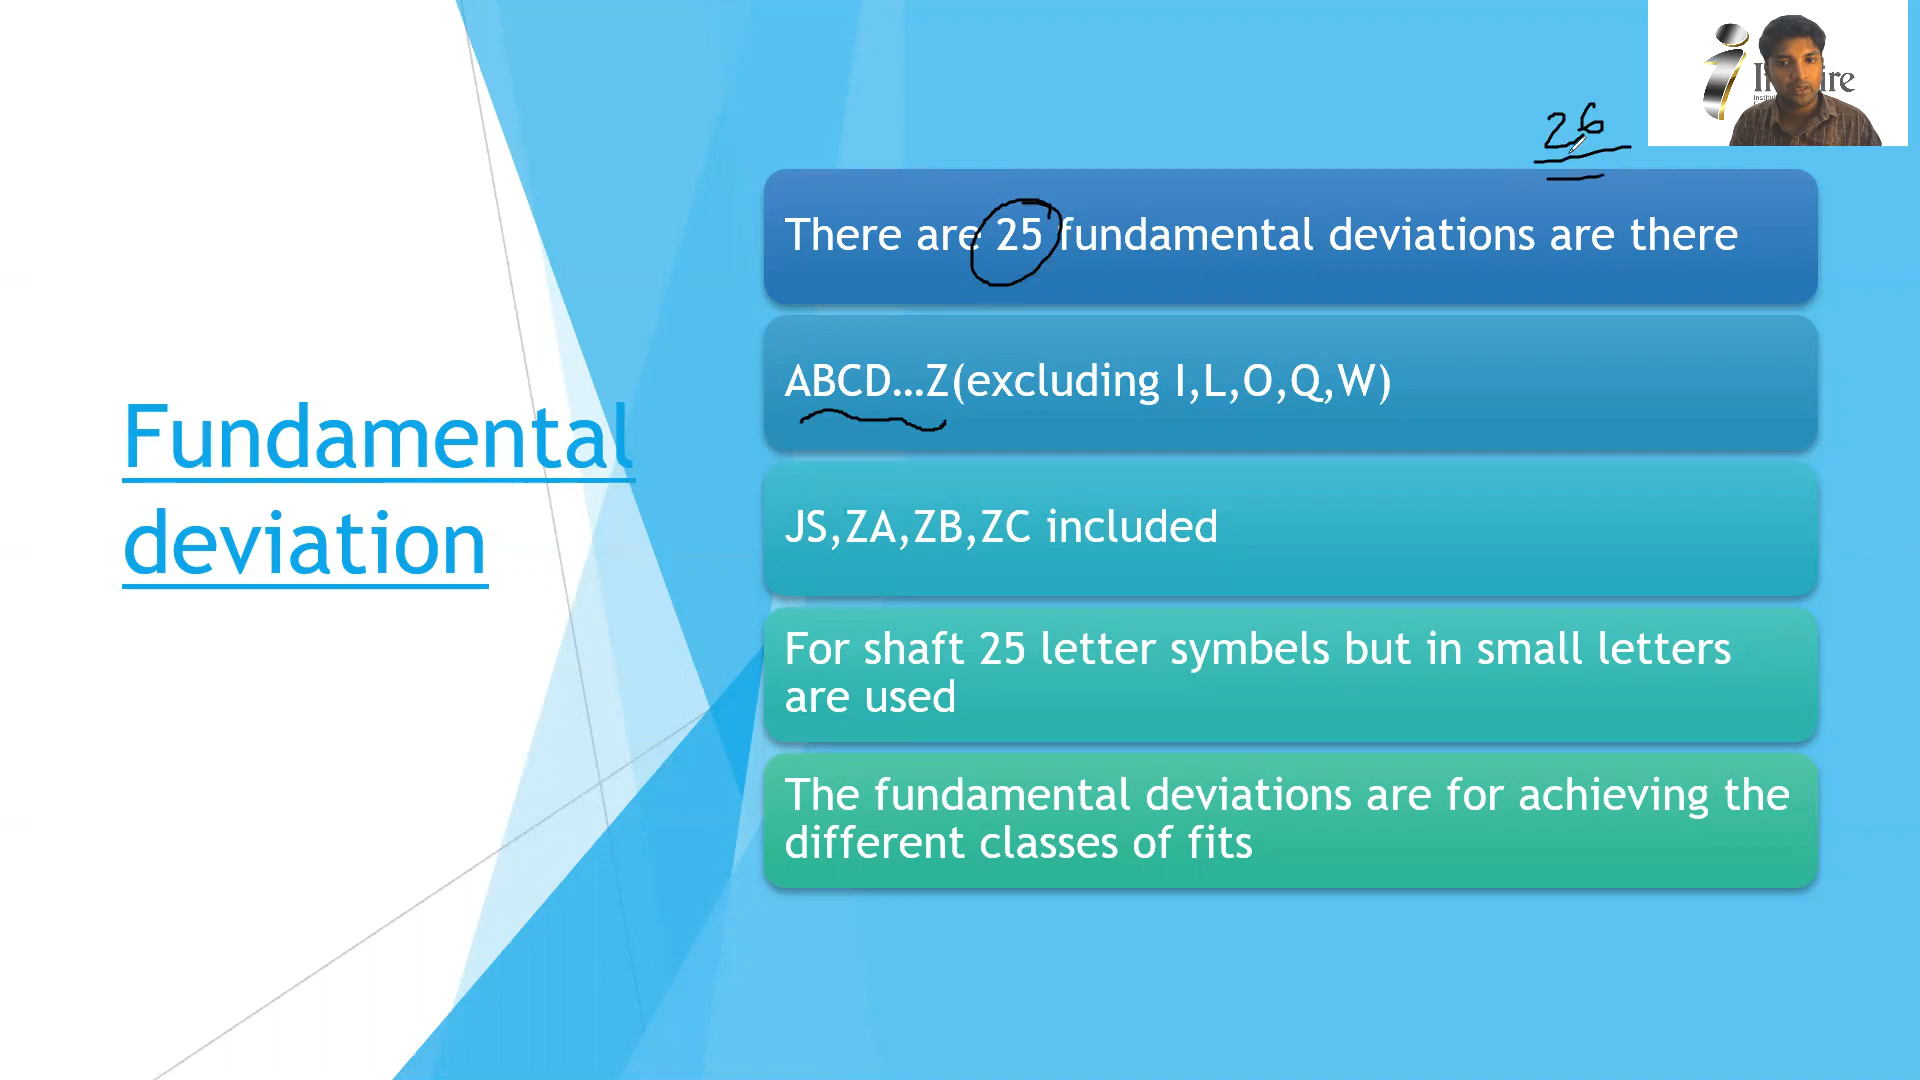 26
There are 25 fundamental deviations are there
ABCD...Z(excluding I,L,O,Q,W)
Fundamental
deviation
JS,ZA,ZB,ZC included
For shaft 25 letter symbels but in small letters
are used
The fundamental deviations are for achieving the
different classes of fits